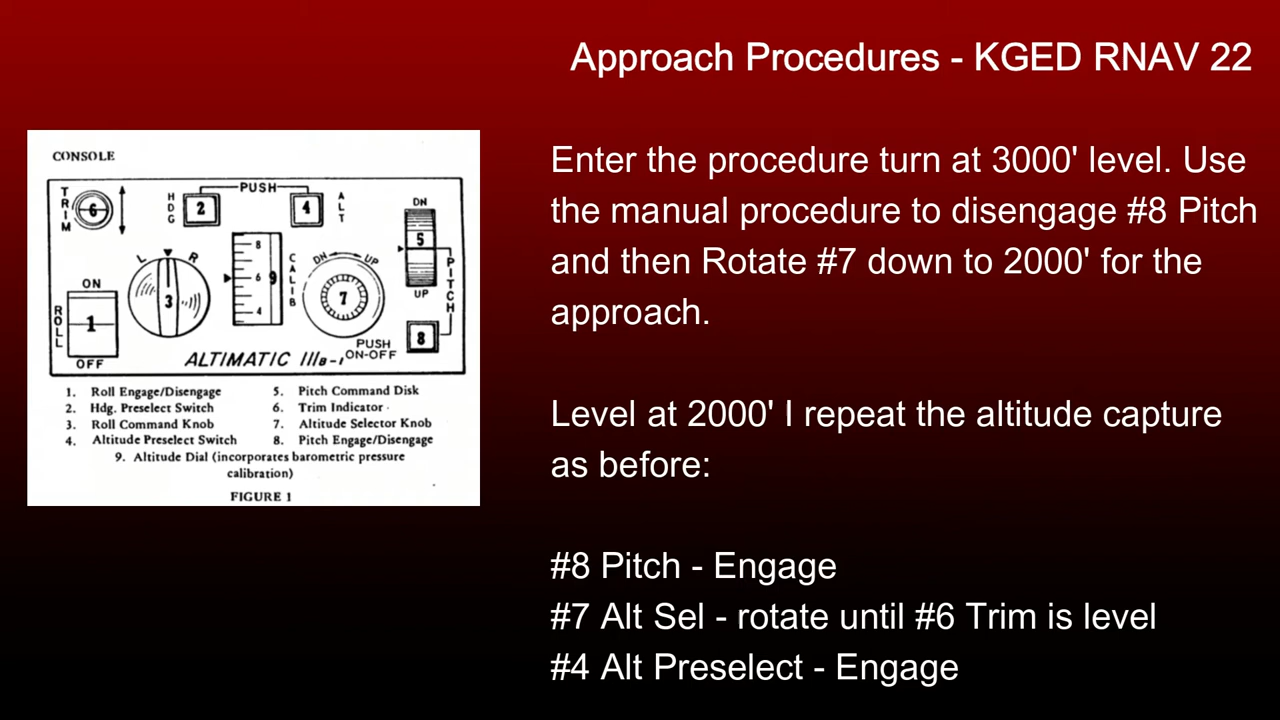 Approach Procedures - KGED RNAV 22
CONSOLE
TRIM
6
HDG
PUSH
2
4
ALT
DN
5
UP
PITCH
L
R
3
8
6
4
9
CALIB
DN
UP
7
PUSH
ON-OFF
8
ON
ROLL
1
OFF
ALTIMATIC IIIB-1
1. Roll Engage/Disengage
2. Hdg. Preselect Switch
3. Roll Command Knob
4. Altitude Preselect Switch
5. Pitch Command Disk
6. Trim Indicator
7. Altitude Selector Knob
8. Pitch Engage/Disengage
9. Altitude Dial (incorporates barometric pressure
calibration)
FIGURE 1
Enter the procedure turn at 3000' level. Use
the manual procedure to disengage #8 Pitch
and then Rotate #7 down to 2000' for the
approach.
Level at 2000' I repeat the altitude capture
as before:
#8 Pitch - Engage
#7 Alt Sel - rotate until #6 Trim is level
#4 Alt Preselect - Engage